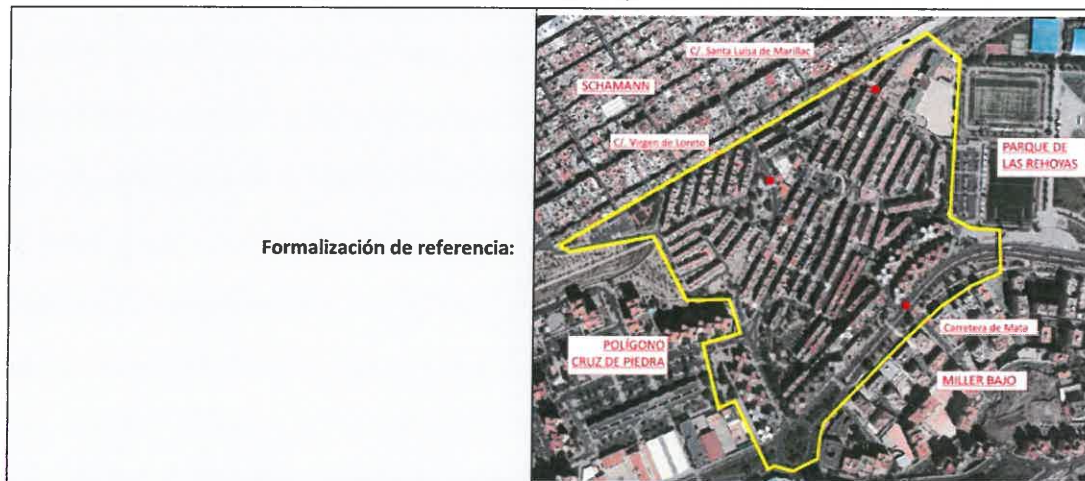 C/. Santa Luisa de Marillac
SCHAMANN
C/. Virgen de Loreto
PARQUE DE
LAS REHOYAS
Formalización de referencia:
Carretera de Mata
POLÍGONO
CRUZ DE PIEDRA
MILLER BAJO